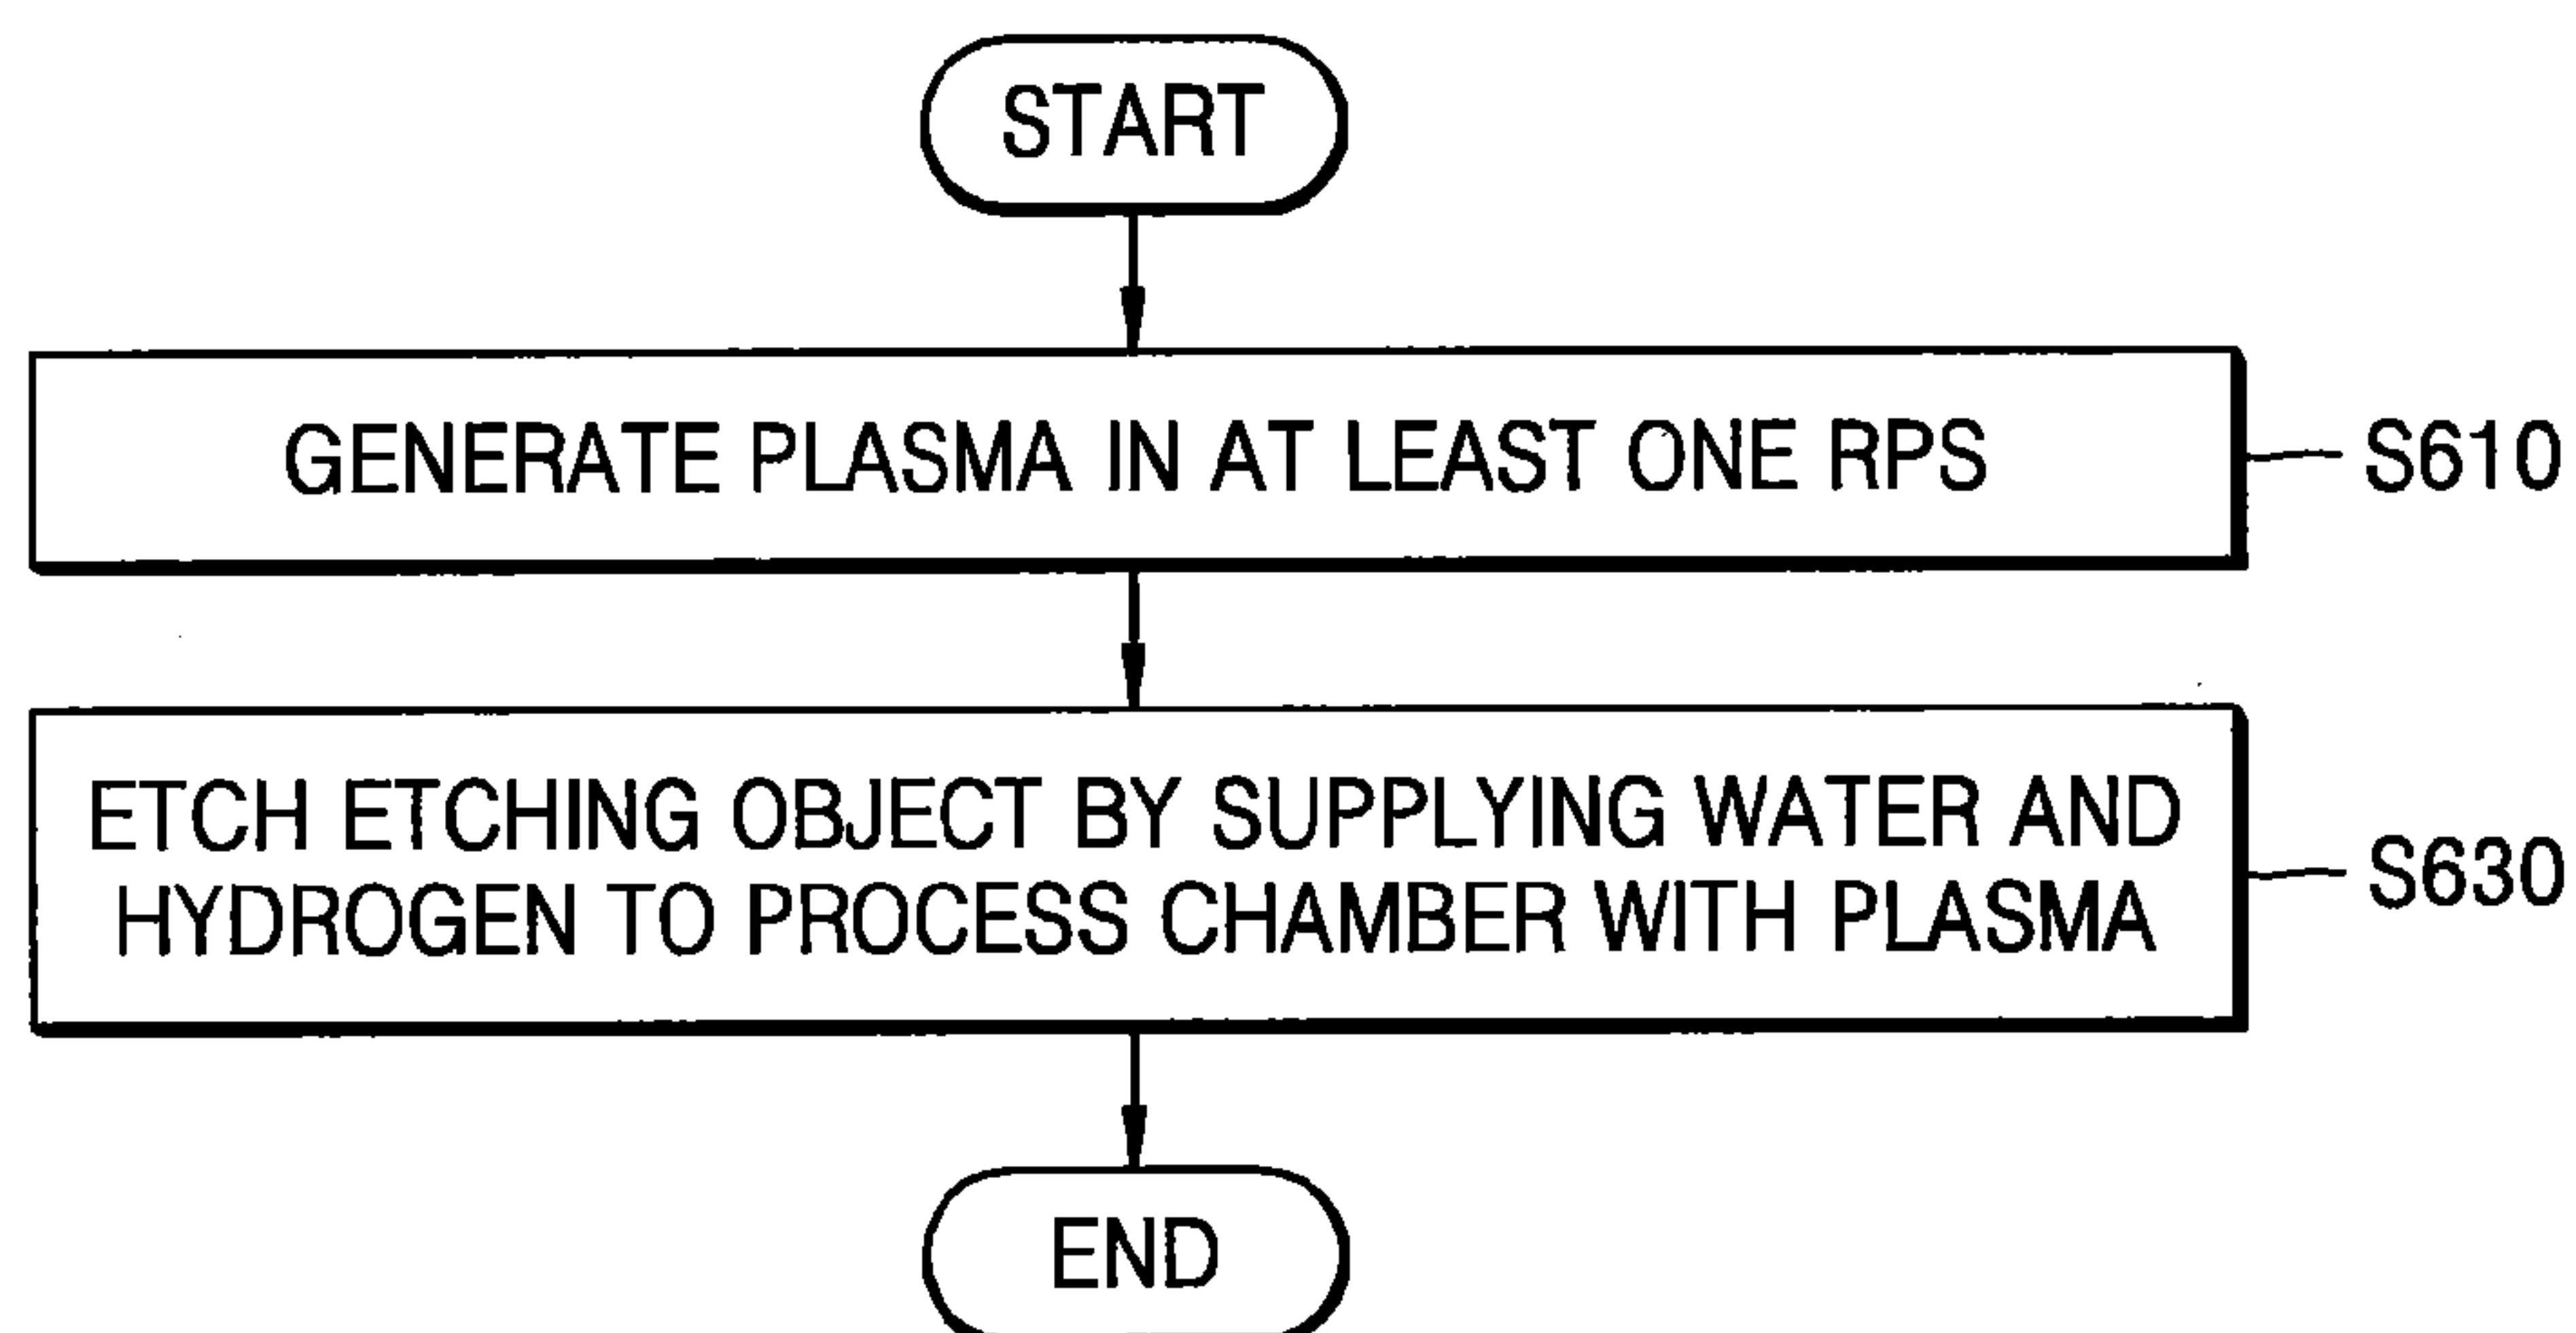 START
GENERATE PLASMA IN AT LEAST ONE RPS
S610
ETCH ETCHING OBJECT BY SUPPLYING WATER AND
HYDROGEN TO PROCESS CHAMBER WITH PLASMA
S630
END